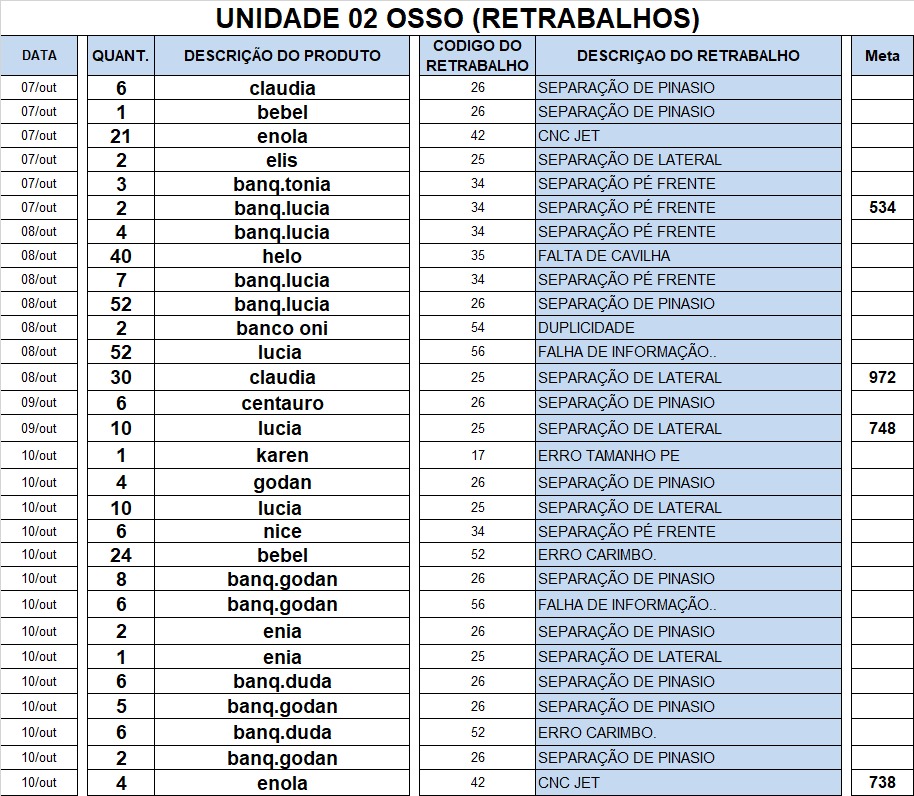 UNIDADE 02 OSSO (RETRABALHOS)
DATA QUANT. DESCRIÇÃO DO PRODUTO CODIGO DO RETRABALHO DESCRIÇAO DO RETRABALHO Meta
07/out 6 claudia 26 SEPARAÇÃO DE PINASIO
07/out 1 bebel 26 SEPARAÇÃO DE PINASIO
07/out 21 enola 42 CNC JET
07/out 2 elis 25 SEPARAÇÃO DE LATERAL
07/out 3 banq.tonia 34 SEPARAÇÃO PÉ FRENTE
07/out 2 banq.lucia 34 SEPARAÇÃO PÉ FRENTE 534
08/out 4 banq.lucia 34 SEPARAÇÃO PÉ FRENTE
08/out 40 helo 35 FALTA DE CAVILHA
08/out 7 banq.lucia 34 SEPARAÇÃO PÉ FRENTE
08/out 52 banq.lucia 26 SEPARAÇÃO DE PINASIO
08/out 2 banco oni 54 DUPLICIDADE
08/out 52 lucia 56 FALHA DE INFORMAÇÃO..
08/out 30 claudia 25 SEPARAÇÃO DE LATERAL 972
09/out 6 centauro 26 SEPARAÇÃO DE PINASIO
09/out 10 lucia 25 SEPARAÇÃO DE LATERAL 748
10/out 1 karen 17 ERRO TAMANHO PE
10/out 4 godan 26 SEPARAÇÃO DE PINASIO
10/out 10 lucia 25 SEPARAÇÃO DE LATERAL
10/out 6 nice 34 SEPARAÇÃO PÉ FRENTE
10/out 24 bebel 52 ERRO CARIMBO.
10/out 8 banq.godan 26 SEPARAÇÃO DE PINASIO
10/out 6 banq.godan 56 FALHA DE INFORMAÇÃO..
10/out 2 enia 26 SEPARAÇÃO DE PINASIO
10/out 1 enia 25 SEPARAÇÃO DE LATERAL
10/out 6 banq.duda 26 SEPARAÇÃO DE PINASIO
10/out 5 banq.godan 26 SEPARAÇÃO DE PINASIO
10/out 6 banq.duda 52 ERRO CARIMBO.
10/out 2 banq.godan 26 SEPARAÇÃO DE PINASIO
10/out 4 enola 42 CNC JET 738